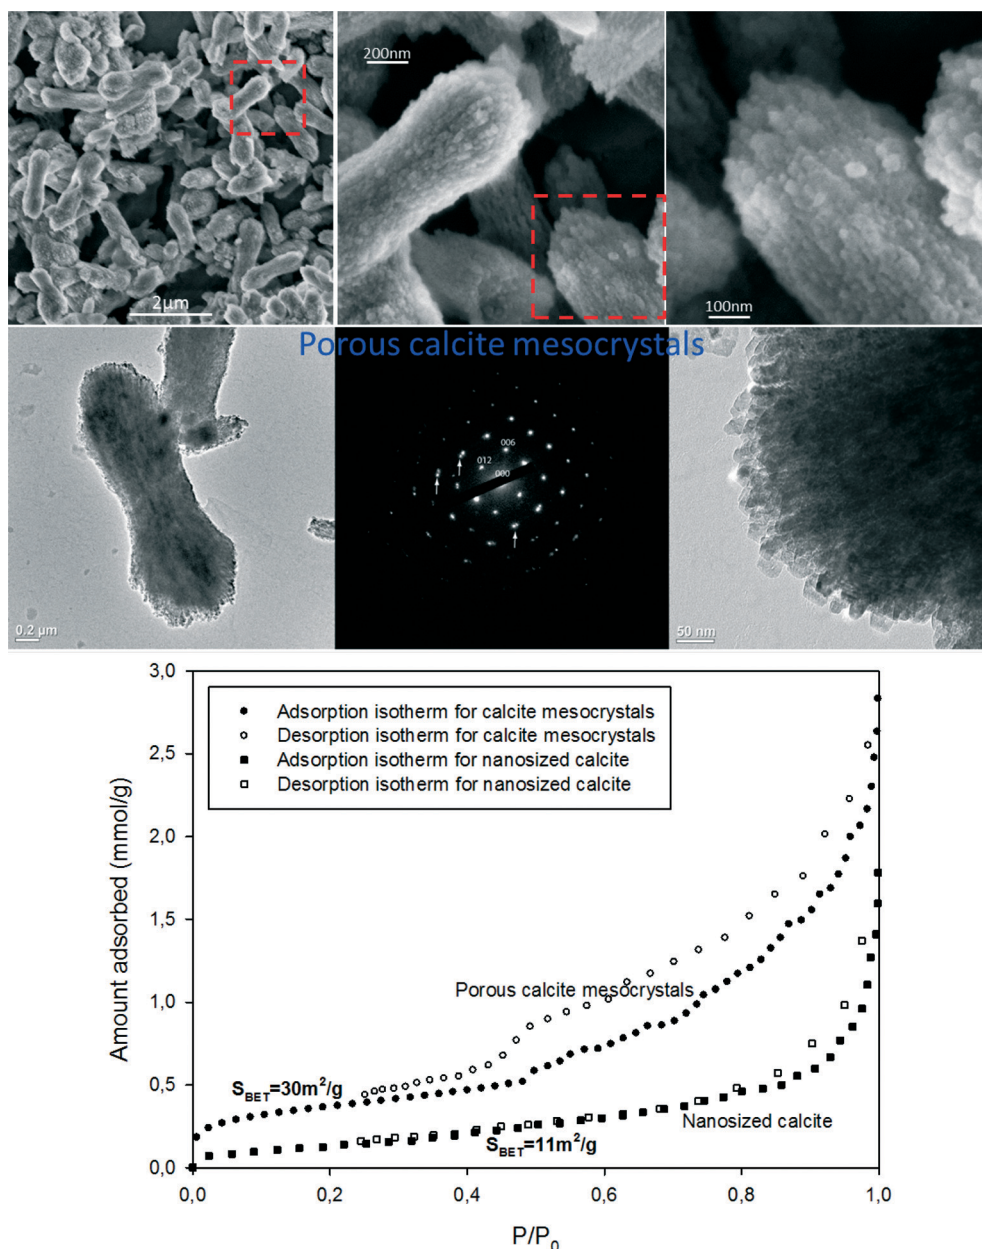 200nm
2μm
100nm
Porous calcite mesocrystals
006
012
000
0.2 μm
50 nm
3,0
2,5
2,0
1,5
1,0
0,5
0,0
Amount adsorbed (mmol/g)
Adsorption isotherm for calcite mesocrystals
Desorption isotherm for calcite mesocrystals
Adsorption isotherm for nanosized calcite
Desorption isotherm for nanosized calcite
Porous calcite mesocrystals
S_BET=30m²/g
Nanosized calcite
S_BET=11m²/g
0,0 0,2 0,4 0,6 0,8 1,0
P/P₀